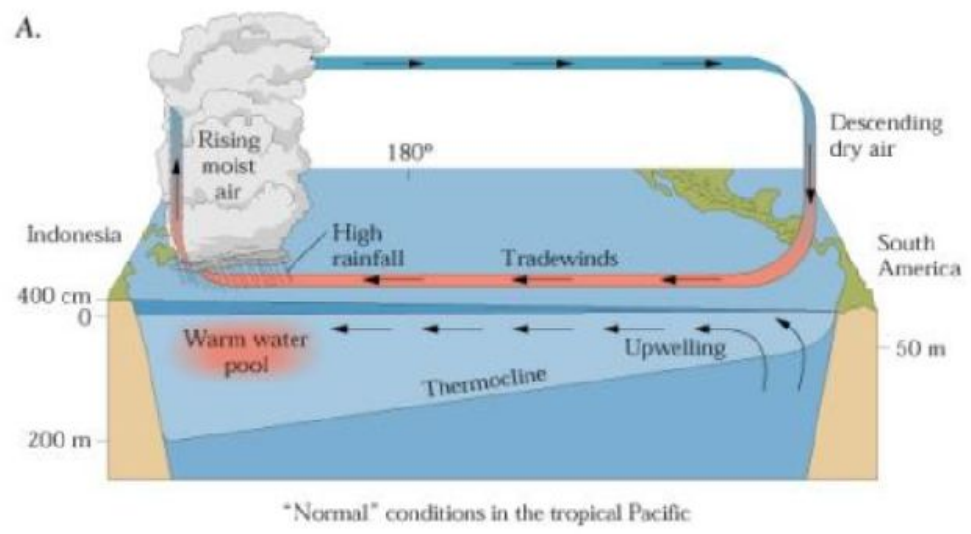 A.
Rising
moist
air
180°
Descending
dry air
Indonesia
High
rainfall
Tradewinds
South
America
400 cm
0
Warm water
pool
Upwelling
50 m
Thermocline
200 m
"Normal" conditions in the tropical Pacific